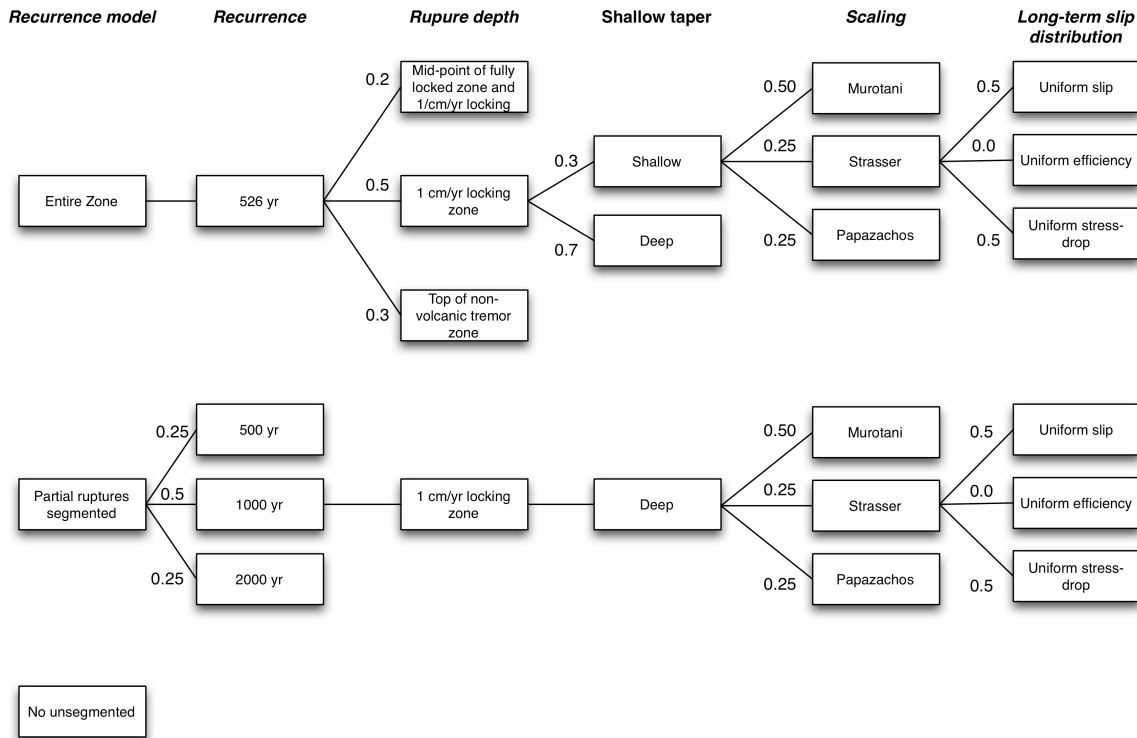 Recurrence model
Recurrence
Rupure depth
Shallow taper
Scaling
Long-term slip
distribution
Entire Zone
526 yr
0.2
0.5
0.3
Mid-point of fully
locked zone and
1/cm/yr locking
1 cm/yr locking
zone
Top of non-
volcanic tremor
zone
0.3
0.7
Shallow
Deep
0.50
0.25
0.25
Murotani
Strasser
Papazachos
0.5
0.0
0.5
Uniform slip
Uniform efficiency
Uniform stress-
drop
Partial ruptures
segmented
0.25
0.5
0.25
500 yr
1000 yr
2000 yr
1 cm/yr locking
zone
Deep
0.50
0.25
0.25
Murotani
Strasser
Papazachos
0.5
0.0
0.5
Uniform slip
Uniform efficiency
Uniform stress-
drop
No unsegmented